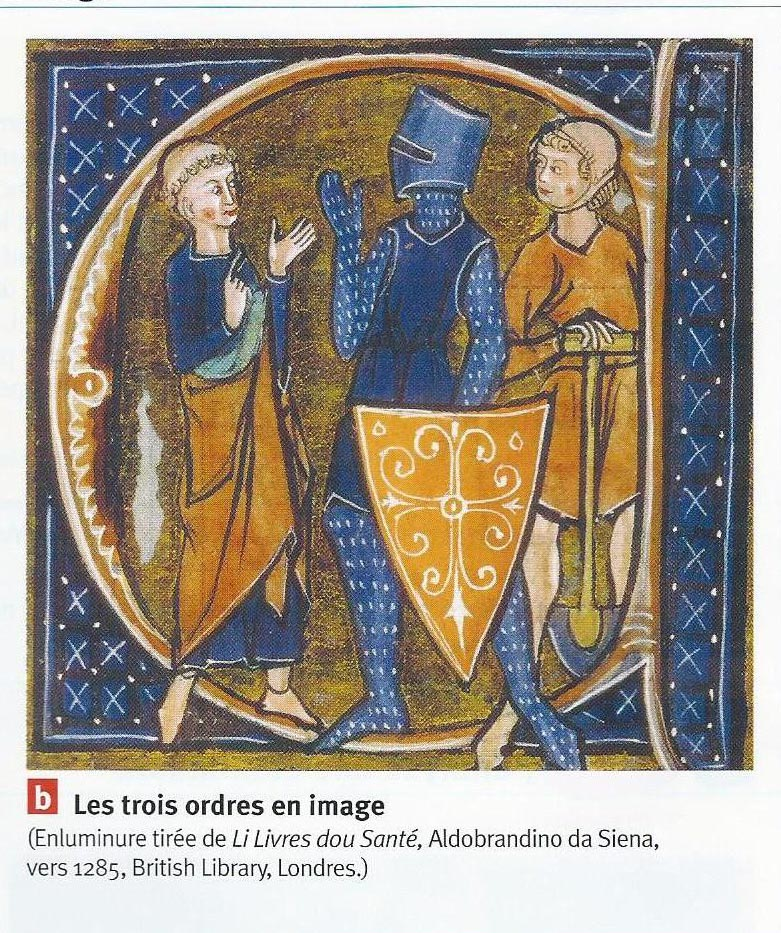 b Les trois ordres en image
(Enluminure tirée de Li Livres dou Santé, Aldobrandino da Siena,
vers 1285, British Library, Londres.)